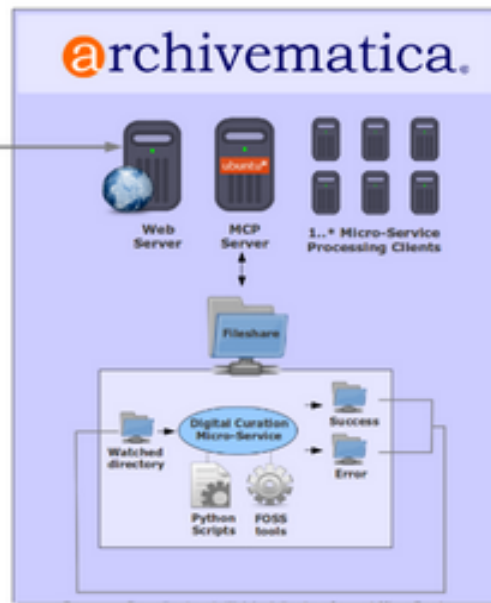 archivematica®
ubuntu®
Web
Server
MCP
Server
1..* Micro-Service
Processing Clients
Fileshare
Digital Curation
Micro-Service
Watched
directory
Success
Error
Python
Scripts
FOSS
tools